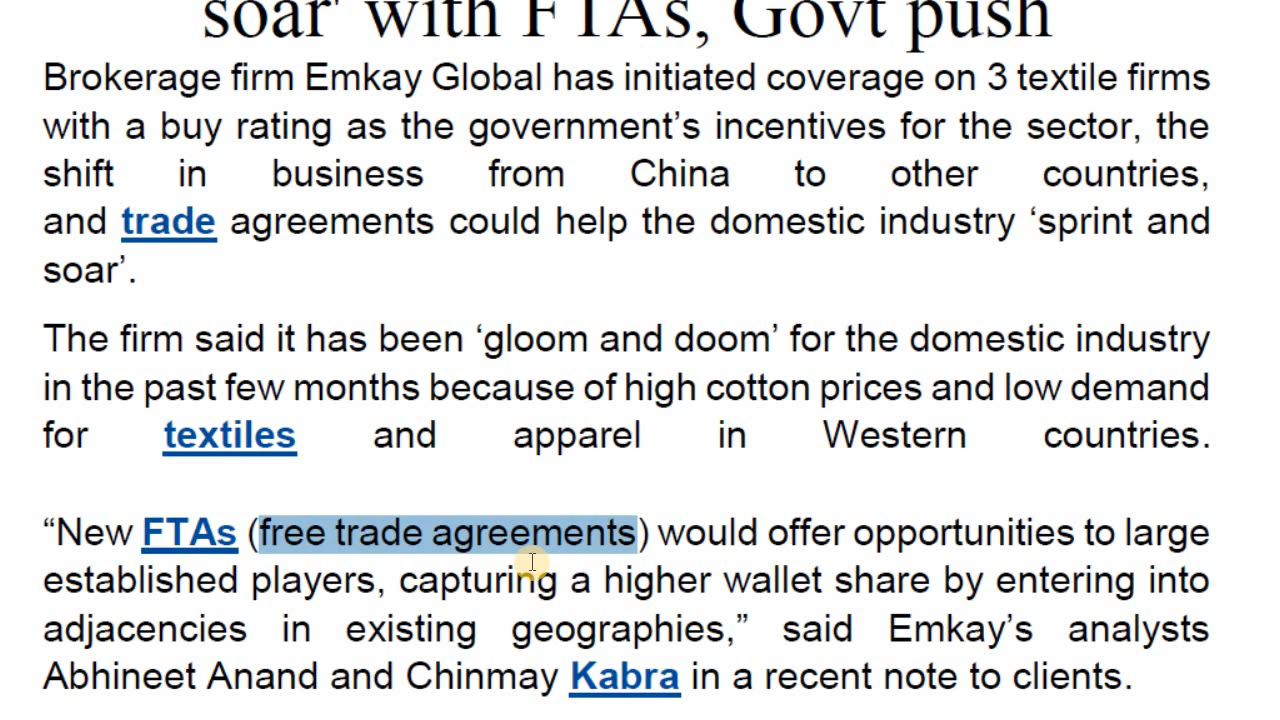 soar' with FTAs, Govt push
Brokerage firm Emkay Global has initiated coverage on 3 textile firms
with a buy rating as the government’s incentives for the sector, the
shift in business from China to other countries,
and trade agreements could help the domestic industry ‘sprint and
soar’.
The firm said it has been ‘gloom and doom’ for the domestic industry
in the past few months because of high cotton prices and low demand
for textiles and apparel in Western countries.
“New FTAs (free trade agreements) would offer opportunities to large
established players, capturing a higher wallet share by entering into
adjacencies in existing geographies,” said Emkay’s analysts
Abhineet Anand and Chinmay Kabra in a recent note to clients.